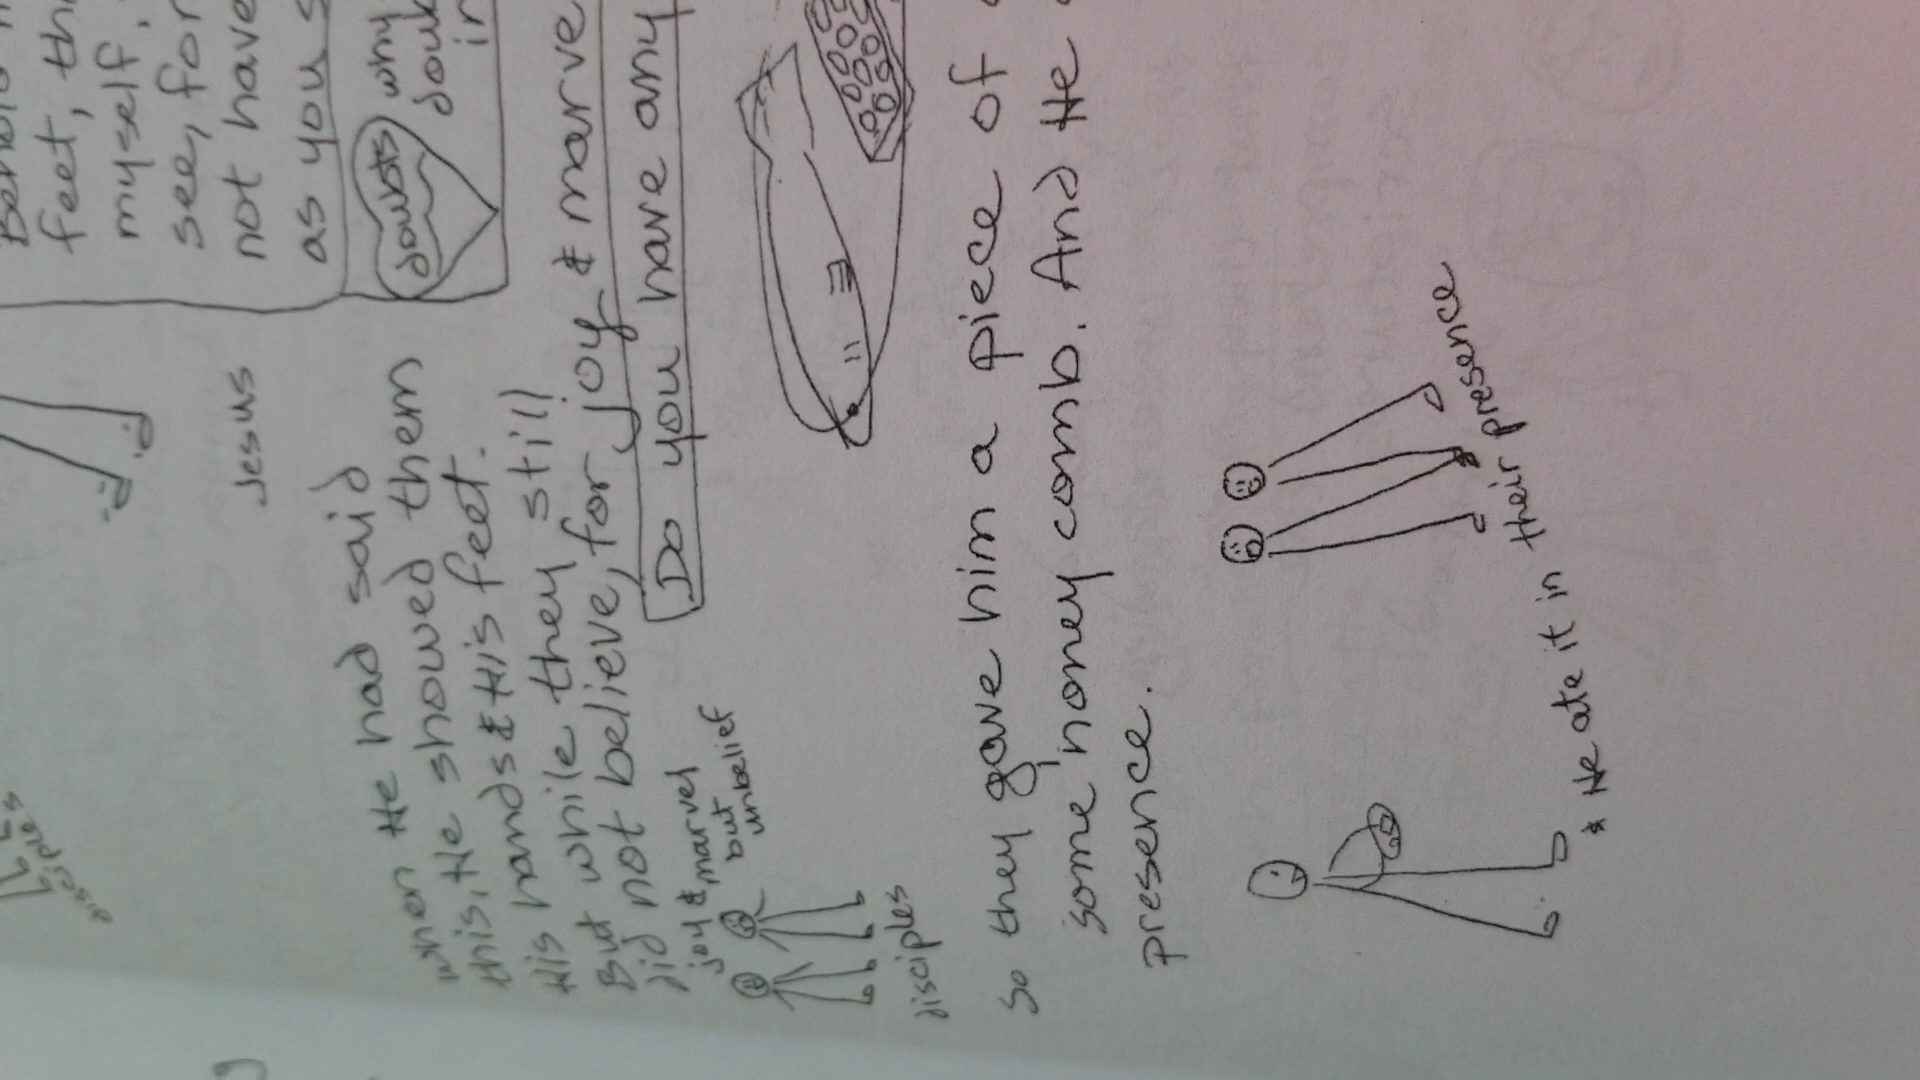 feet, th
myself.
see, for
not have
as you s
doubts
why
doub
in
Jesus
disciples
When He had said
this, He showed them
His hands & His feet.
But while they still
did not believe, for joy & marve
Do you have any
joy & marvel
but
unbelief
disciples
So they gave him a piece of
some honey comb. And He
presence.
& He ate it in their presence